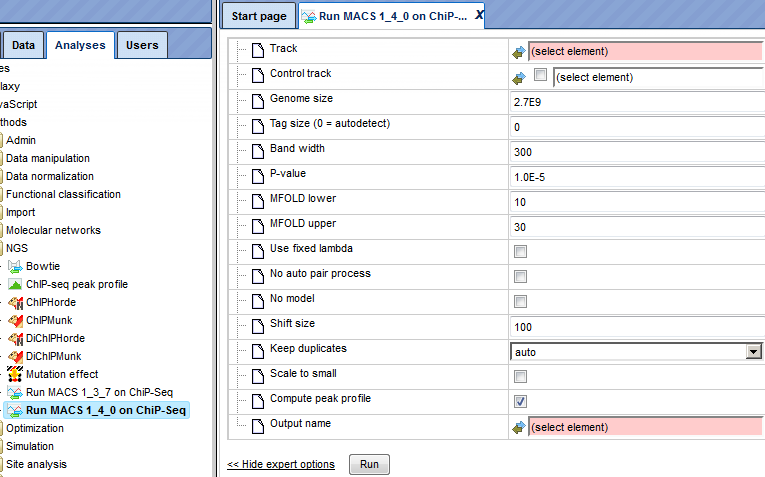 Start page
Run MACS 1_4_0 on ChiP-... X
Data
Analyses
Users
es
laxy
vaScript
thods
Admin
Data manipulation
Data normalization
Functional classification
Import
Molecular networks
NGS
Bowtie
ChIP-seq peak profile
ChIPHorde
ChIPMunk
DiChIPHorde
DiChIPMunk
Mutation effect
Run MACS 1_3_7 on ChiP-Seq
Run MACS 1_4_0 on ChiP-Seq
Optimization
Simulation
Site analysis
Track (select element)
Control track (select element)
Genome size 2.7E9
Tag size (0 = autodetect) 0
Band width 300
P-value 1.0E-5
MFOLD lower 10
MFOLD upper 30
Use fixed lambda
No auto pair process
No model
Shift size 100
Keep duplicates auto
Scale to small
Compute peak profile
Output name (select element)
<< Hide expert options Run